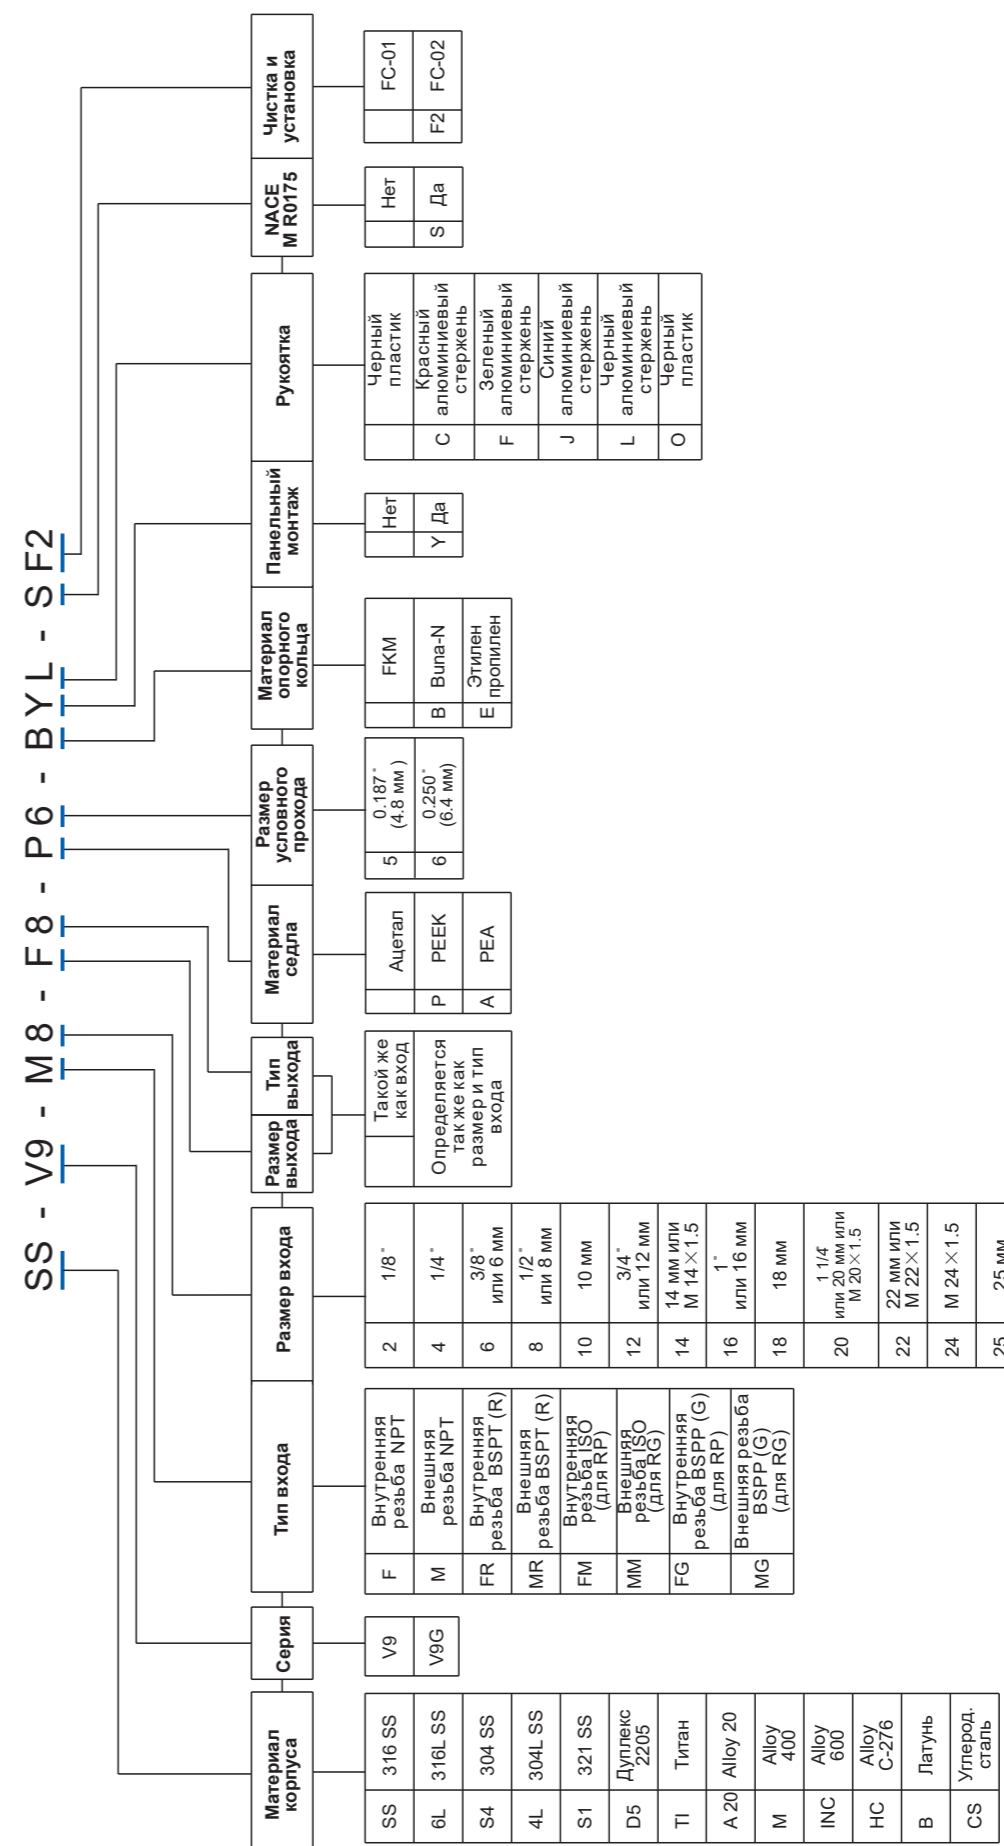 SS - V9 - M8 - F8 - P6 - BYL - SF2
Материал
корпуса
SS 316 SS
6L 316L SS
S4 304 SS
4L 304L SS
S1 321 SS
D5 Дуплекс
2205
TI Титан
A 20 Alloy 20
M Alloy
400
INC Alloy
600
HC Alloy
C-276
B Латунь
CS Углерод.
сталь
Серия
V9
V9G
Тип входа
F Внутренняя
резьба NPT
M Внешняя
резьба NPT
FR Внутренняя
резьба BSPT (R)
MR Внешняя
резьба BSPT (R)
FM Внутренняя
резьба ISO
(для RP)
MM Внешняя
резьба ISO
(для RG)
FG Внутренняя
резьба BSPP (G)
(для RP)
MG Внешняя резьба
BSPP (G)
(для RG)
Размер входа
2 1/8"
4 1/4"
6 3/8"
или 6 мм
8 1/2"
или 8 мм
10 10 мм
12 3/4"
или 12 мм
14 14 мм или
M 14×1.5
16 1"
или 16 мм
18 18 мм
20 1 1/4"
или 20 мм или
M 20×1.5
22 22 мм или
M 22×1.5
24 M 24×1.5
25 25 мм
Размер
выхода
Тип
выхода
Такой же
как вход
Определяется
так же как
размер и тип
входа
Материал
седла
Ацетал
P PEEK
A PEA
Размер
условного
прохода
5 0.187"
(4.8 мм )
6 0.250"
(6.4 мм)
Материал
опорного
кольца
FKM
B Buna-N
E Этилен
пропилен
Панельный
монтаж
Нет
Y Да
Рукоятка
Черный
пластик
C Красный
алюминиевый
стержень
F Зеленый
алюминиевый
стержень
J Синий
алюминиевый
стержень
L Черный
алюминиевый
стержень
O Черный
пластик
NACE
M R0175
Нет
S Да
Чистка и
установка
FC-01
F2 FC-02